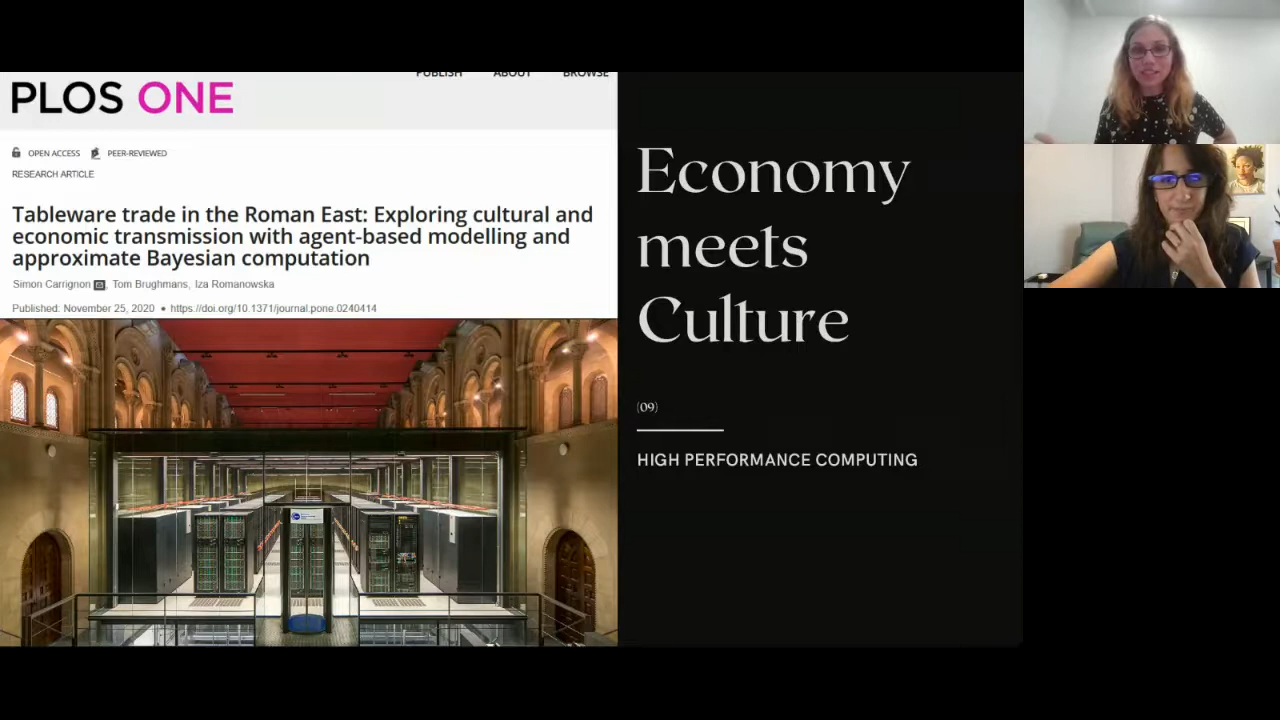 PUBLISH ABOUT BROWSE
PLOS ONE
OPEN ACCESS PEER-REVIEWED
RESEARCH ARTICLE
Tableware trade in the Roman East: Exploring cultural and
economic transmission with agent-based modelling and
approximate Bayesian computation
Simon Carrignon, Tom Brughmans, Iza Romanowska
Published: November 25, 2020 • https://doi.org/10.1371/journal.pone.0240414
Economy
meets
Culture
(09)
HIGH PERFORMANCE COMPUTING